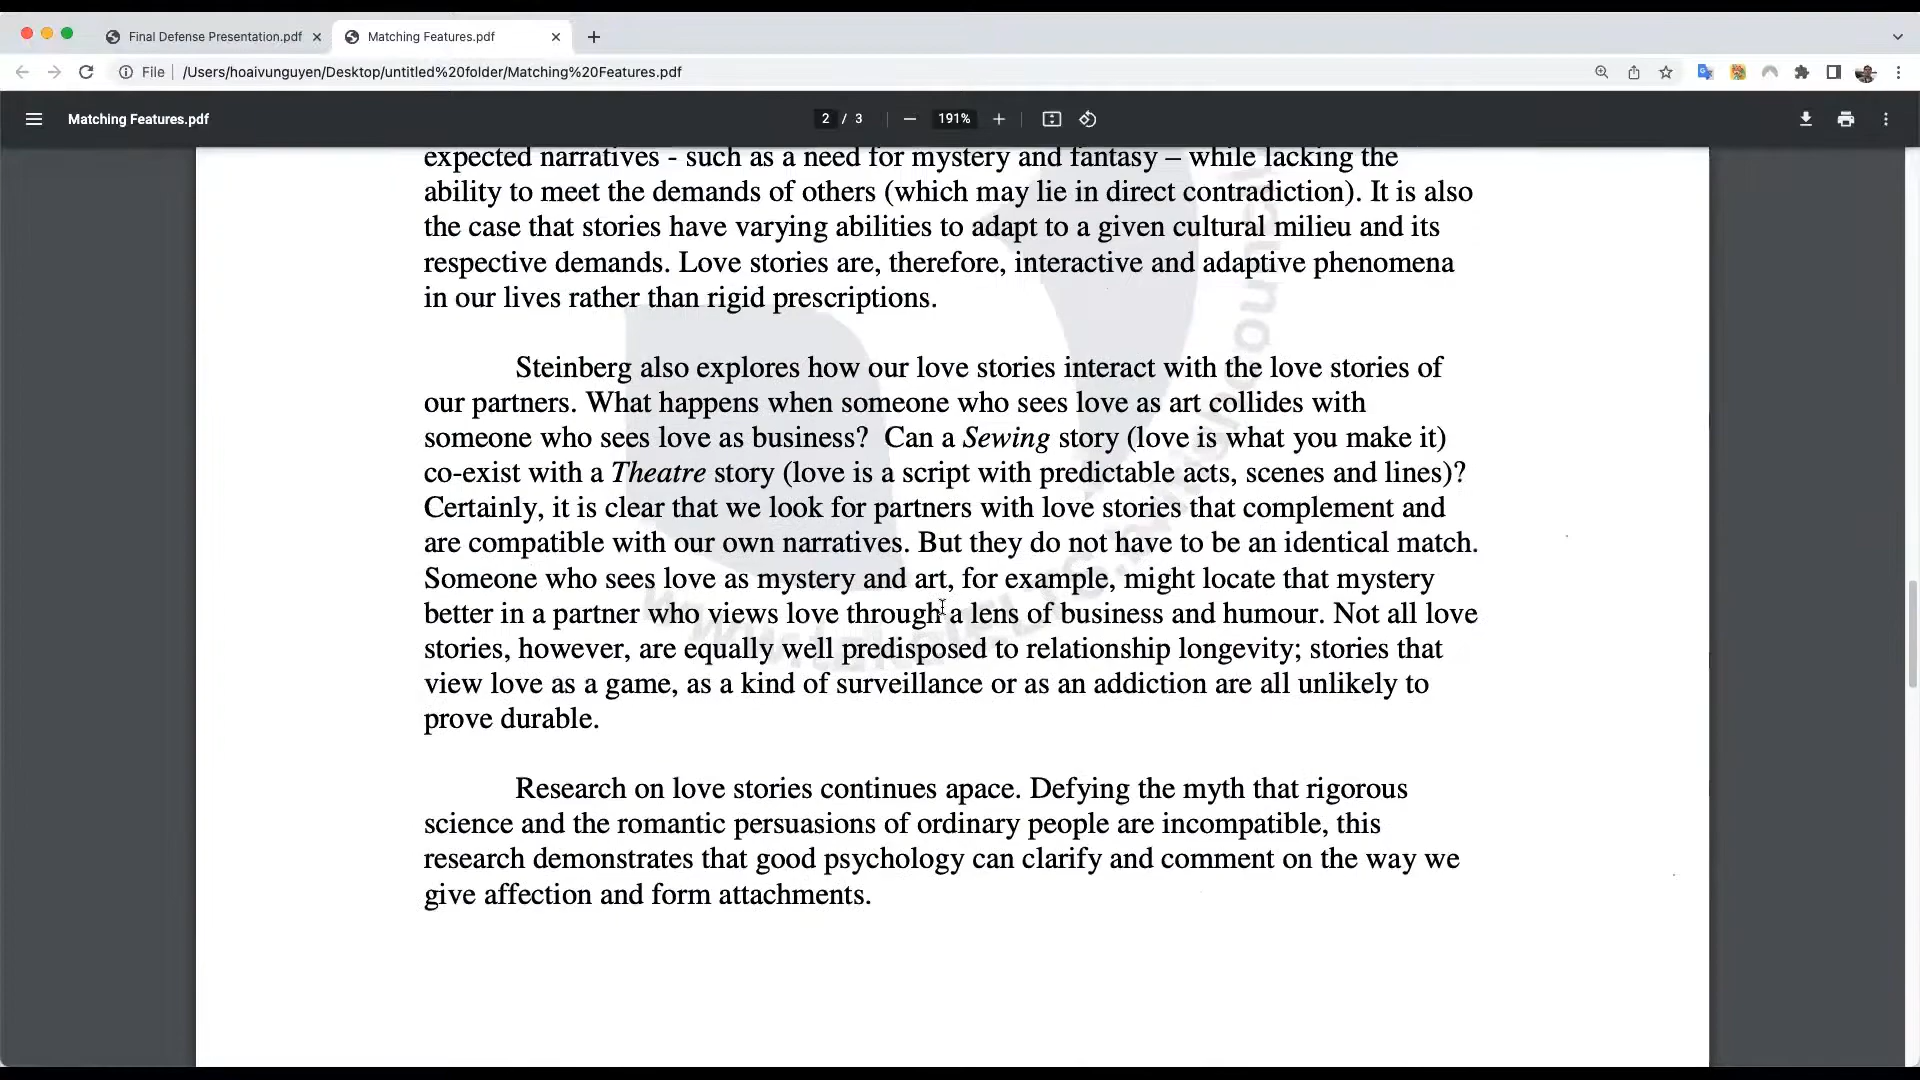 Final Defense Presentation.pdf
Matching Features.pdf
File
/Users/hoaivunguyen/Desktop/untitled%20folder/Matching%20Features.pdf
Matching Features.pdf
2 / 3
191%
expected narratives - such as a need for mystery and fantasy – while lacking the
ability to meet the demands of others (which may lie in direct contradiction). It is also
the case that stories have varying abilities to adapt to a given cultural milieu and its
respective demands. Love stories are, therefore, interactive and adaptive phenomena
in our lives rather than rigid prescriptions.
Steinberg also explores how our love stories interact with the love stories of
our partners. What happens when someone who sees love as art collides with
someone who sees love as business? Can a Sewing story (love is what you make it)
co-exist with a Theatre story (love is a script with predictable acts, scenes and lines)?
Certainly, it is clear that we look for partners with love stories that complement and
are compatible with our own narratives. But they do not have to be an identical match.
Someone who sees love as mystery and art, for example, might locate that mystery
better in a partner who views love through a lens of business and humour. Not all love
stories, however, are equally well predisposed to relationship longevity; stories that
view love as a game, as a kind of surveillance or as an addiction are all unlikely to
prove durable.
Research on love stories continues apace. Defying the myth that rigorous
science and the romantic persuasions of ordinary people are incompatible, this
research demonstrates that good psychology can clarify and comment on the way we
give affection and form attachments.